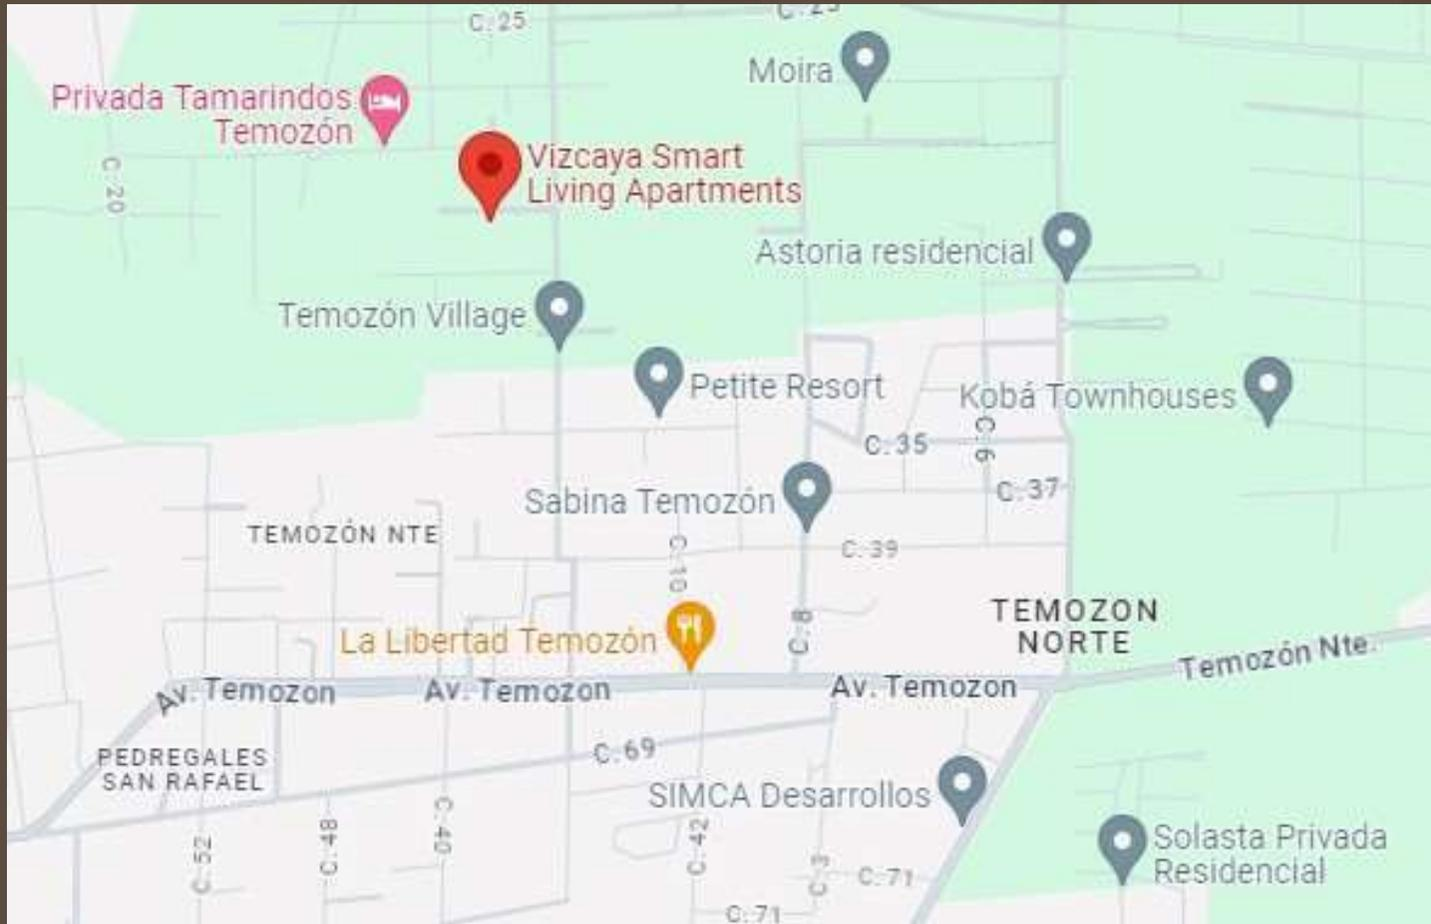 C. 25
C. 25
Moira
Privada Tamarindos
Temozón
Vizcaya Smart
Living Apartments
C. 20
Astoria residencial
Temozón Village
Petite Resort
Kobá Townhouses
C. 35
C. 6
C. 37
Sabina Temozón
TEMOZÓN NTE
C. 10
C. 39
TEMOZON
NORTE
La Libertad Temozón
C. 8
Temozón Nte.
Av. Temozon
Av. Temozon
Av. Temozon
PEDREGALES
SAN RAFAEL
C. 69
SIMCA Desarrollos
C. 52
C. 48
C. 40
C. 42
C. 3
C. 71
Solasta Privada
Residencial
C. 71